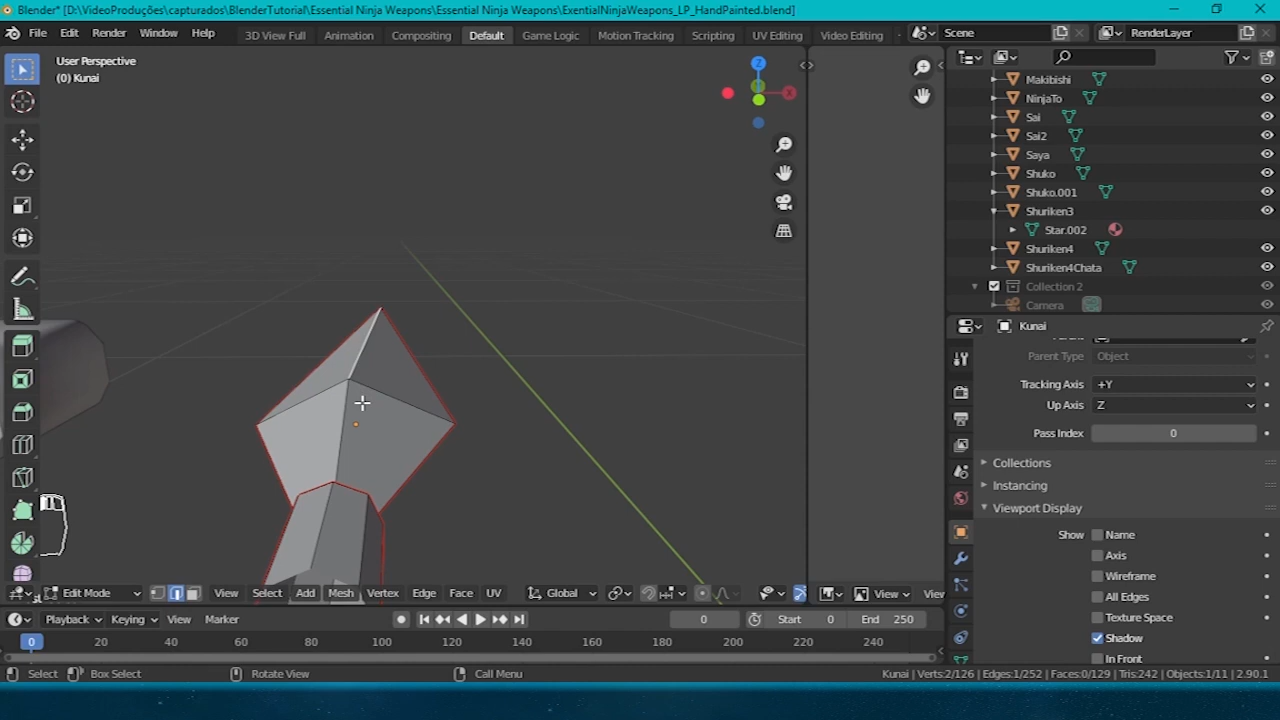 Blender* [D:\VideoProduções\capturados\BlenderTutorial\Essential Ninja Weapons\Essential Ninja Weapons\ExentialNinjaWeapons_LP_HandPainted.blend]
File Edit Render Window Help 3D View Full Animation Compositing Default Game Logic Motion Tracking Scripting UV Editing Video Editing Scene RenderLayer
User Perspective
(0) Kunai
Z
X
Makibishi
NinjaTo
Sai
Sai2
Saya
Shuko
Shuko.001
Shuriken3
Star.002
Shuriken4
Shuriken4Chata
Collection 2
Camera
Kunai
Parent Type Object
Tracking Axis +Y
Up Axis Z
Pass Index 0
Collections
Instancing
Viewport Display
Show Name
Axis
Wireframe
All Edges
Texture Space
Shadow
In Front
Edit Mode View Select Add Mesh Vertex Edge Face UV Global View
Playback Keying View Marker 0 Start 0 End 250
0 20 40 60 80 100 120 140 160 180 200 220 240
Select Box Select Rotate View Call Menu Kunai | Verts:2/126 | Edges:1/252 | Faces:0/129 | Tris:242 | Objects:1/11 | 2.90.1